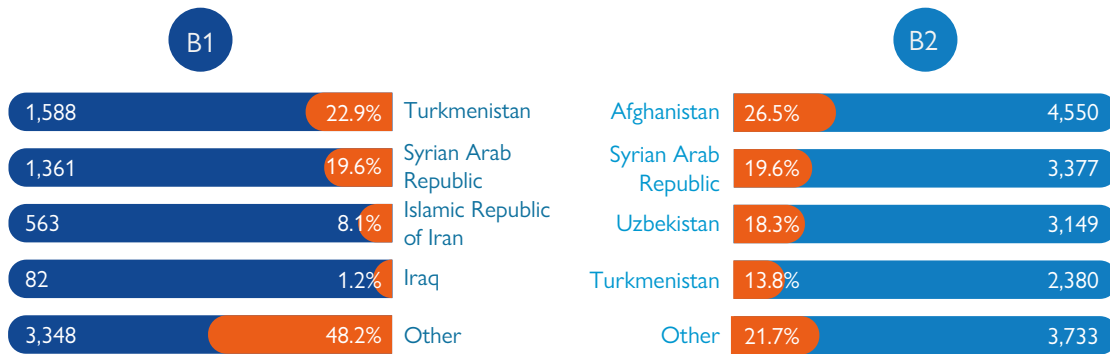 B1
1,588 22.9% Turkmenistan
1,361 19.6% Syrian Arab
Republic
563 8.1% Islamic Republic
of Iran
82 1.2% Iraq
3,348 48.2% Other
B2
Afghanistan 26.5% 4,550
Syrian Arab
Republic 19.6% 3,377
Uzbekistan 18.3% 3,149
Turkmenistan 13.8% 2,380
Other 21.7% 3,733